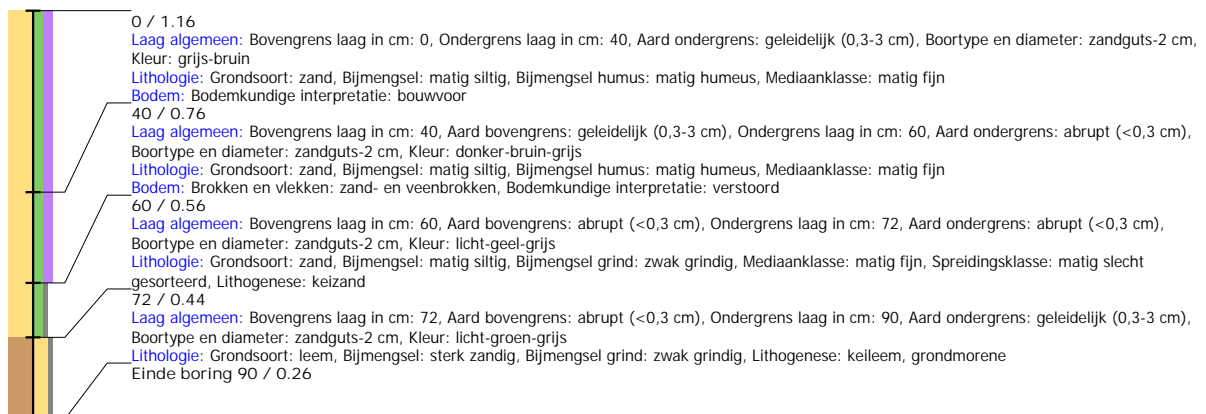 0 / 1.16
Laag algemeen: Bovengrens laag in cm: 0, Ondergrens laag in cm: 40, Aard ondergrens: geleidelijk (0,3-3 cm), Boortype en diameter: zandguts-2 cm,
Kleur: grijs-bruin
Lithologie: Grondsoort: zand, Bijmengsel: matig siltig, Bijmengsel humus: matig humeus, Mediaanklasse: matig fijn
Bodem: Bodemkundige interpretatie: bouwvoor
40 / 0.76
Laag algemeen: Bovengrens laag in cm: 40, Aard bovengrens: geleidelijk (0,3-3 cm), Ondergrens laag in cm: 60, Aard ondergrens: abrupt (<0,3 cm),
Boortype en diameter: zandguts-2 cm, Kleur: donker-bruin-grijs
Lithologie: Grondsoort: zand, Bijmengsel: matig siltig, Bijmengsel humus: matig humeus, Mediaanklasse: matig fijn
Bodem: Brokken en vlekken: zand- en veenbrokken, Bodemkundige interpretatie: verstoord
60 / 0.56
Laag algemeen: Bovengrens laag in cm: 60, Aard bovengrens: abrupt (<0,3 cm), Ondergrens laag in cm: 72, Aard ondergrens: abrupt (<0,3 cm),
Boortype en diameter: zandguts-2 cm, Kleur: licht-geel-grijs
Lithologie: Grondsoort: zand, Bijmengsel: matig siltig, Bijmengsel grind: zwak grindig, Mediaanklasse: matig fijn, Spreidingsklasse: matig slecht
gesorteerd, Lithogenese: keizand
72 / 0.44
Laag algemeen: Bovengrens laag in cm: 72, Aard bovengrens: abrupt (<0,3 cm), Ondergrens laag in cm: 90, Aard ondergrens: geleidelijk (0,3-3 cm),
Boortype en diameter: zandguts-2 cm, Kleur: licht-groen-grijs
Lithologie: Grondsoort: leem, Bijmengsel: sterk zandig, Bijmengsel grind: zwak grindig, Lithogenese: keileem, grondmorene
Einde boring 90 / 0.26